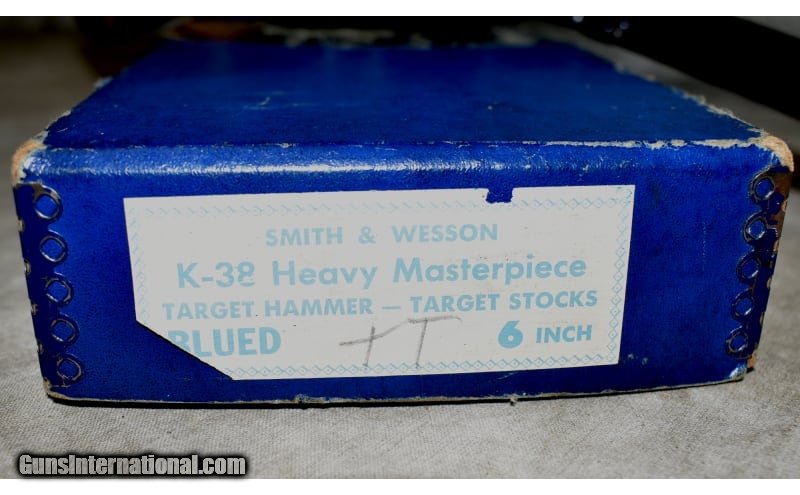 SMITH & WESSON
K-38 Heavy Masterpiece
TARGET HAMMER — TARGET STOCKS
BLUED +T 6 INCH
GunsInternational.com